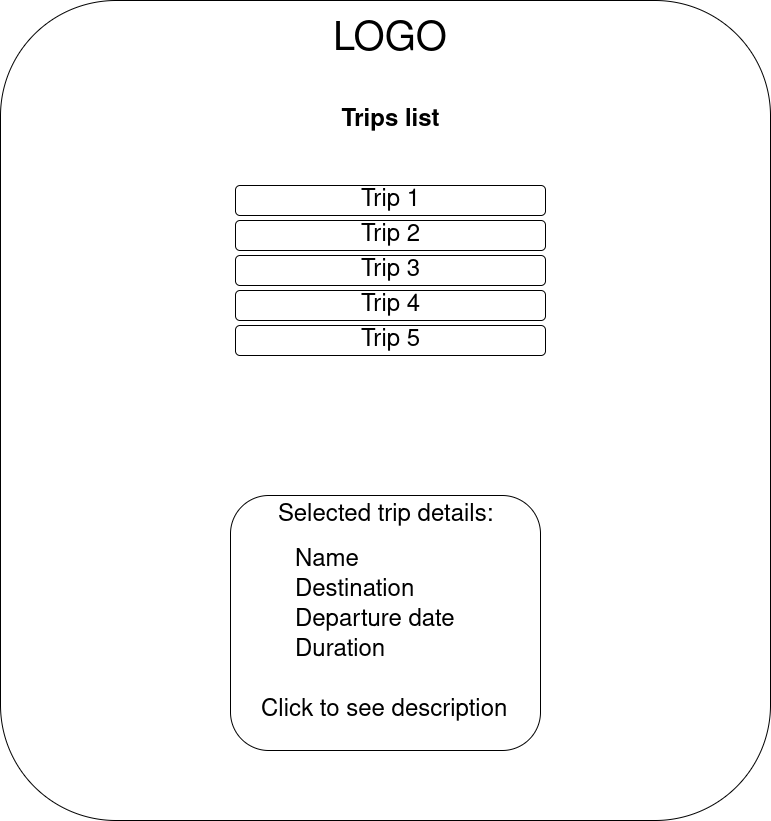 LOGO
Trips list
Trip 1
Trip 2
Trip 3
Trip 4
Trip 5
Selected trip details:
Name
Destination
Departure date
Duration
Click to see description